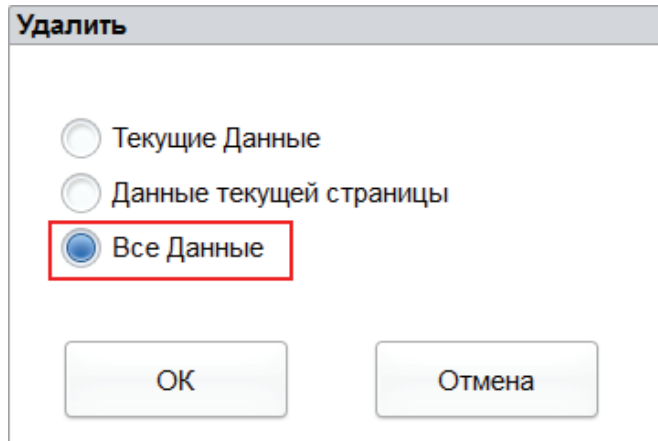 Удалить
Текущие Данные
Данные текущей страницы
Все Данные
ОК
Отмена